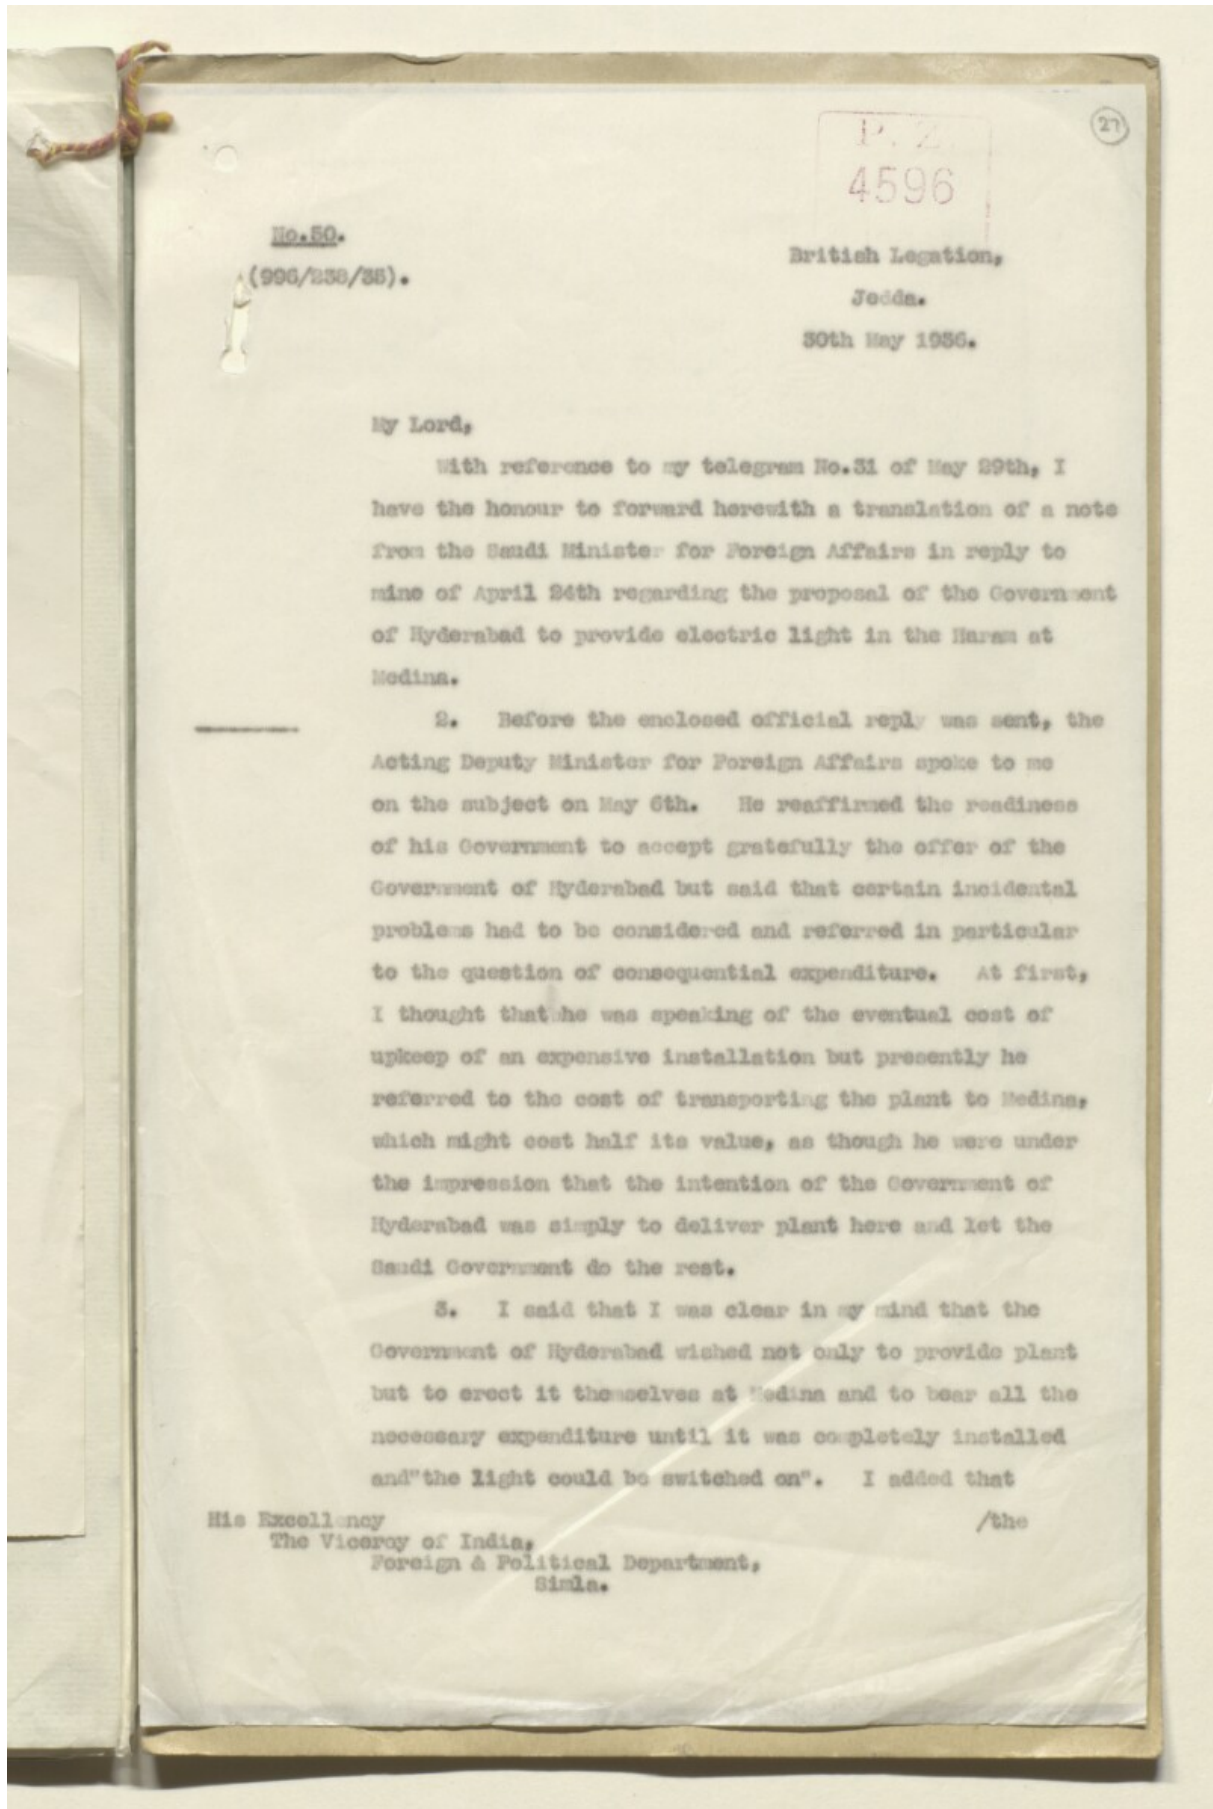 27
P. Z.
4596
No.50.
(996/238/35).
British Legation,
Jedda.
30th May 1936.
My Lord,
With reference to my telegram No.31 of May 29th, I
have the honour to forward herewith a translation of a note
from the Saudi Minister for Foreign Affairs in reply to
mine of April 24th regarding the proposal of the Government
of Hyderabad to provide electric light in the Haram at
Medina.
2. Before the enclosed official reply was sent, the
Acting Deputy Minister for Foreign Affairs spoke to me
on the subject on May 6th. He reaffirmed the readiness
of his Government to accept gratefully the offer of the
Government of Hyderabad but said that certain incidental
problems had to be considered and referred in particular
to the question of consequential expenditure. At first,
I thought that he was speaking of the eventual cost of
upkeep of an expensive installation but presently he
referred to the cost of transporting the plant to Medina,
which might cost half its value, as though he were under
the impression that the intention of the Government of
Hyderabad was simply to deliver plant here and let the
Saudi Government do the rest.
3. I said that I was clear in my mind that the
Government of Hyderabad wished not only to provide plant
but to erect it themselves at Medina and to bear all the
necessary expenditure until it was completely installed
and "the light could be switched on". I added that
/the
His Excellency
The Viceroy of India,
Foreign & Political Department,
Simla.